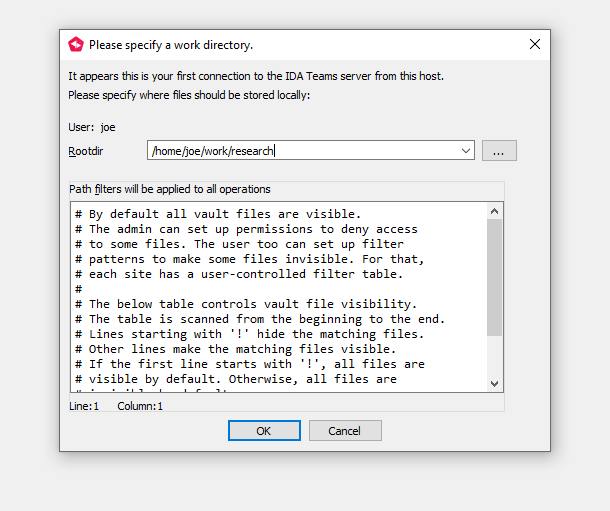 Please specify a work directory.
It appears this is your first connection to the IDA Teams server from this host.
Please specify where files should be stored locally:
User: joe
Rootdir /home/joe/work/research ...
Path filters will be applied to all operations
# By default all vault files are visible.
# The admin can set up permissions to deny access
# to some files. The user too can set up filter
# patterns to make some files invisible. For that,
# each site has a user-controlled filter table.
#
# The below table controls vault file visibility.
# The table is scanned from the beginning to the end.
# Lines starting with '!' hide the matching files.
# Other lines make the matching files visible.
# If the first line starts with '!', all files are
# visible by default. Otherwise, all files are
Line:1 Column:1
OK Cancel